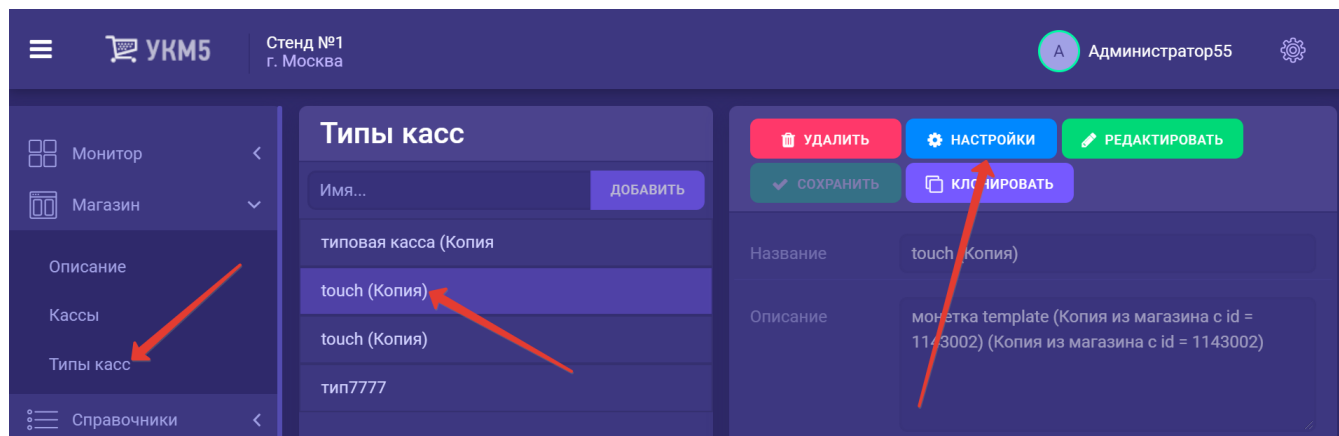 УКМ5
Стенд №1
г. Москва
А Администратор55
Монитор
Магазин
Описание
Кассы
Типы касс
Справочники
Типы касс
Имя... ДОБАВИТЬ
типовая касса (Копия
touch (Копия)
touch (Копия)
тип7777
УДАЛИТЬ НАСТРОЙКИ РЕДАКТИРОВАТЬ
СОХРАНИТЬ КЛОНИРОВАТЬ
Название touch (Копия)
Описание монетка template (Копия из магазина с id =
1143002) (Копия из магазина с id = 1143002)